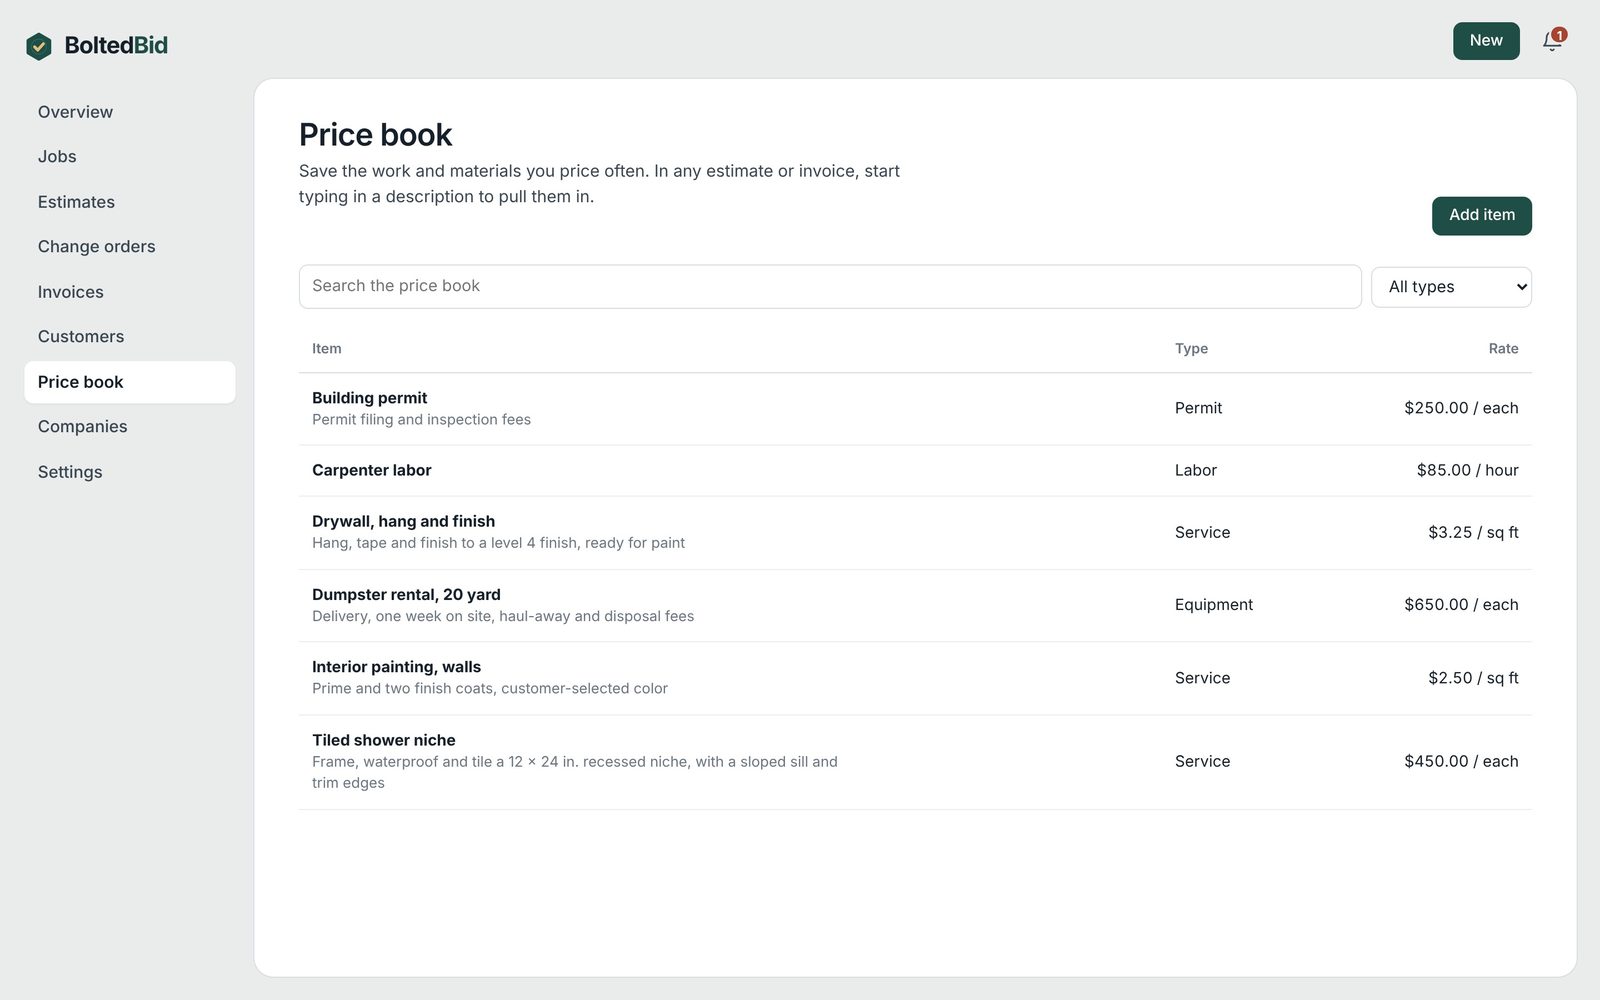 BoltedBid
New
1
Overview
Jobs
Estimates
Change orders
Invoices
Customers
Price book
Companies
Settings
Price book
Save the work and materials you price often. In any estimate or invoice, start
typing in a description to pull them in.
Add item
Search the price book
All types
Item Type Rate
Building permit
Permit filing and inspection fees
Permit $250.00 / each
Carpenter labor Labor $85.00 / hour
Drywall, hang and finish
Hang, tape and finish to a level 4 finish, ready for paint
Service $3.25 / sq ft
Dumpster rental, 20 yard
Delivery, one week on site, haul-away and disposal fees
Equipment $650.00 / each
Interior painting, walls
Prime and two finish coats, customer-selected color
Service $2.50 / sq ft
Tiled shower niche
Frame, waterproof and tile a 12 × 24 in. recessed niche, with a sloped sill and
trim edges
Service $450.00 / each